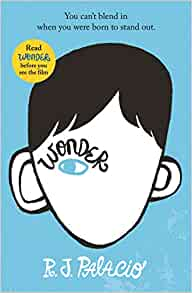 You can't blend in
when you were born to stand out.
Read
WONDER
before you
see the film
WONDER
R. J. PALACIO